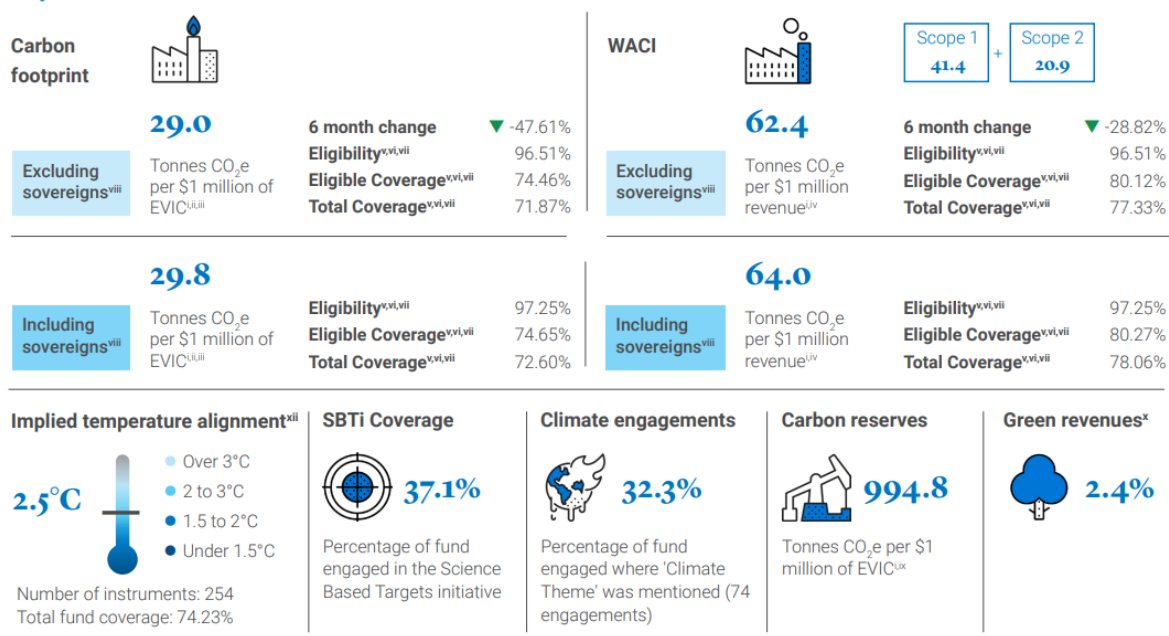 Carbon
footprint
29.0
Excluding
sovereignsviii
Tonnes CO2e
per $1 million of
EVICi,ii,iii
6 month change ▼ -47.61%
Eligibilityv,vi,vii 96.51%
Eligible Coveragev,vi,vii 74.46%
Total Coveragev,vi,vii 71.87%
WACI
Scope 1
41.4
+
Scope 2
20.9
62.4
Excluding
sovereignsviii
Tonnes CO2e
per $1 million
revenuei,iv
6 month change ▼ -28.82%
Eligibilityv,vi,vii 96.51%
Eligible Coveragev,vi,vii 80.12%
Total Coveragev,vi,vii 77.33%
29.8
Including
sovereignsviii
Tonnes CO2e
per $1 million of
EVICi,ii,iii
Eligibilityv,vi,vii 97.25%
Eligible Coveragev,vi,vii 74.65%
Total Coveragev,vi,vii 72.60%
64.0
Including
sovereignsviii
Tonnes CO2e
per $1 million
revenuei,iv
Eligibilityv,vi,vii 97.25%
Eligible Coveragev,vi,vii 80.27%
Total Coveragev,vi,vii 78.06%
Implied temperature alignmentxii
2.5°C
Over 3°C
2 to 3°C
1.5 to 2°C
Under 1.5°C
Number of instruments: 254
Total fund coverage: 74.23%
SBTi Coverage
37.1%
Percentage of fund
engaged in the Science
Based Targets initiative
Climate engagements
32.3%
Percentage of fund
engaged where 'Climate
Theme' was mentioned (74
engagements)
Carbon reserves
994.8
Tonnes CO2e per $1
million of EVICi,ix
Green revenuesx
2.4%